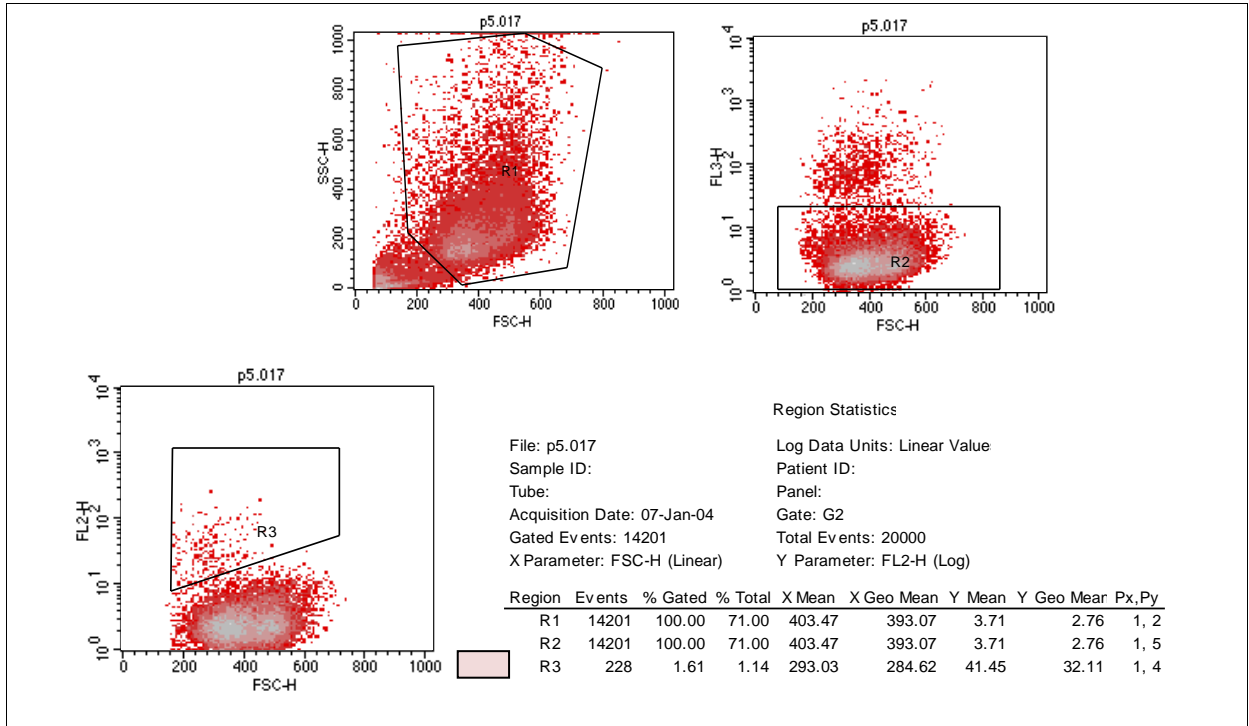 p5.017
SSC-H
1000
800
600
400
200
0
R1
0 200 400 600 800 1000
FSC-H
p5.017
FL3-H
10^4
10^3
10^2
10^1
10^0
R2
200 400 600 800 1000
FSC-H
p5.017
FL2-H
10^4
10^3
10^2
10^1
10^0
R3
0 200 400 600 800 1000
FSC-H
Region Statistics
File: p5.017 Log Data Units: Linear Value
Sample ID: Patient ID:
Tube: Panel:
Acquisition Date: 07-Jan-04 Gate: G2
Gated Events: 14201 Total Events: 20000
X Parameter: FSC-H (Linear) Y Parameter: FL2-H (Log)
Region Events % Gated % Total X Mean X Geo Mean Y Mean Y Geo Mean Px,Py
R1 14201 100.00 71.00 403.47 393.07 3.71 2.76 1, 2
R2 14201 100.00 71.00 403.47 393.07 3.71 2.76 1, 5
R3 228 1.61 1.14 293.03 284.62 41.45 32.11 1, 4